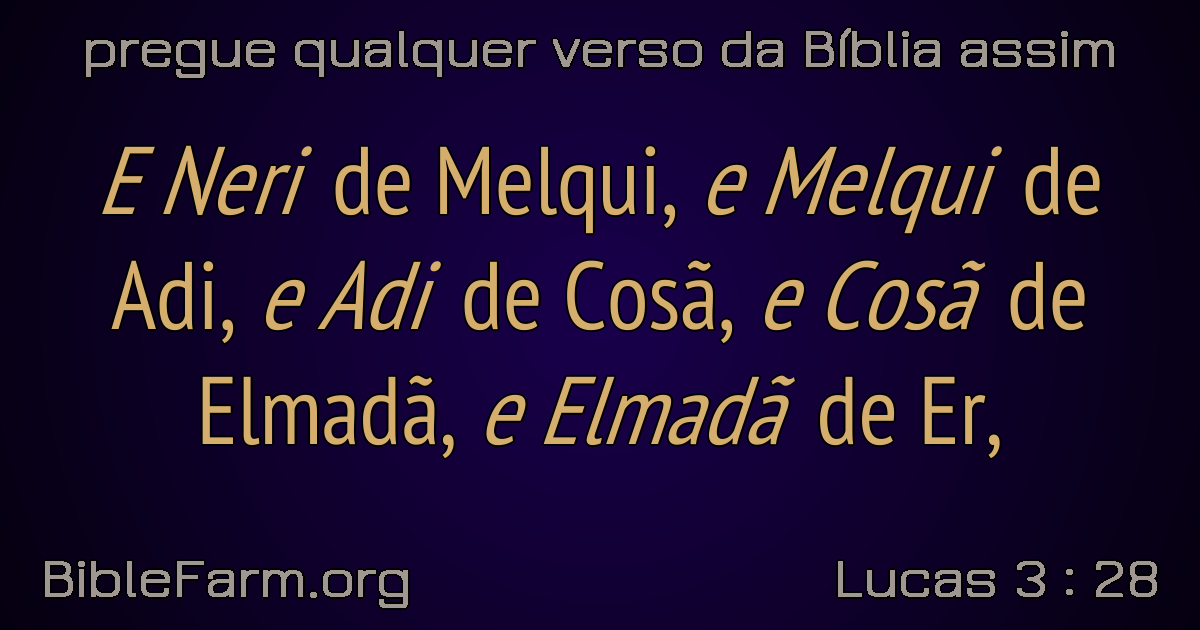 pregue qualquer verso da Bíblia assim
E Neri de Melqui, e Melqui de
Adi, e Adi de Cosã, e Cosã de
Elmadã, e Elmadã de Er,
BibleFarm.org
Lucas 3 : 28